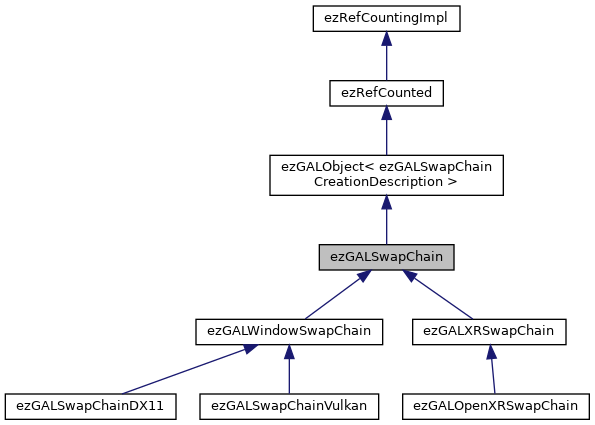 ezRefCountingImpl
ezRefCounted
ezGALObject< ezGALSwapChain
CreationDescription >
ezGALSwapChain
ezGALWindowSwapChain
ezGALXRSwapChain
ezGALSwapChainDX11
ezGALSwapChainVulkan
ezGALOpenXRSwapChain